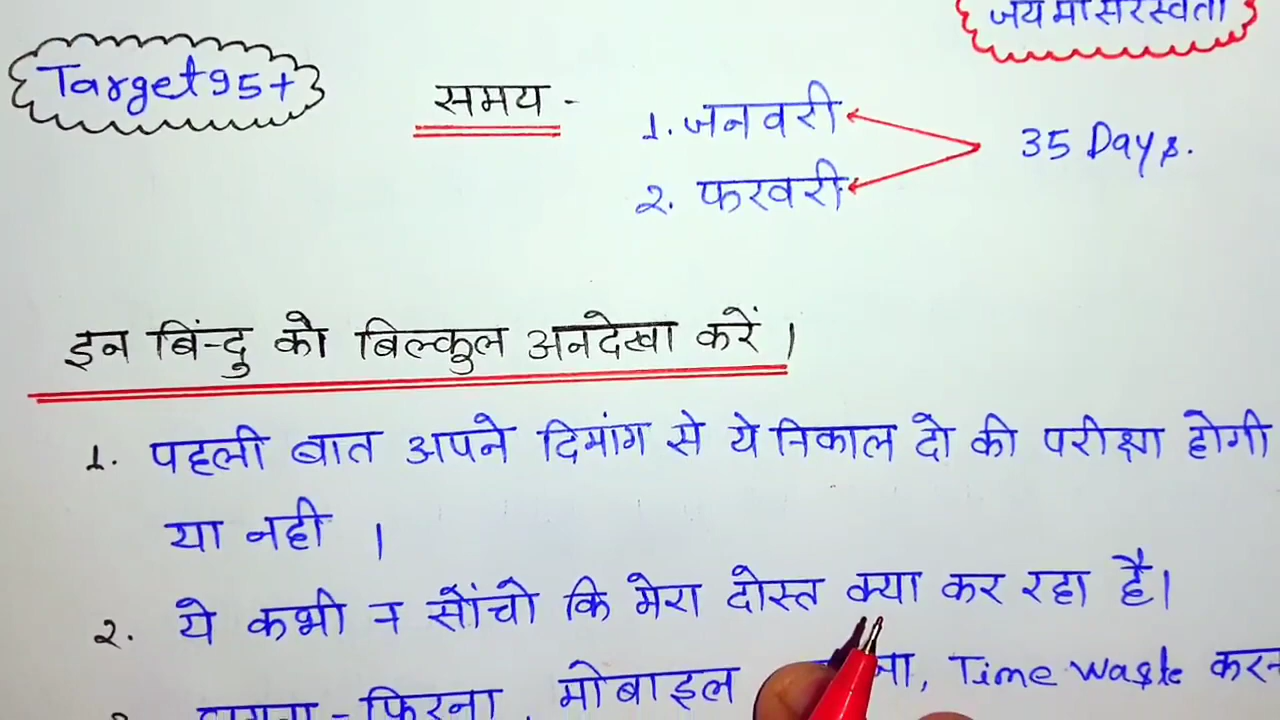 जय माँ सरस्वती
Target 95+
समय -
1. जनवरी
2. फरवरी
35 Days.
इन बिंन्दु को बिल्कुल अनदेखा करें ।
1. पहली बात अपने दिमांग से ये निकाल दो की परीक्षा होगी
या नही ।
2. ये कभी न सोंचो कि मेरा दोस्त क्या कर रहा है।
फिरना, मोबाइल Time waste